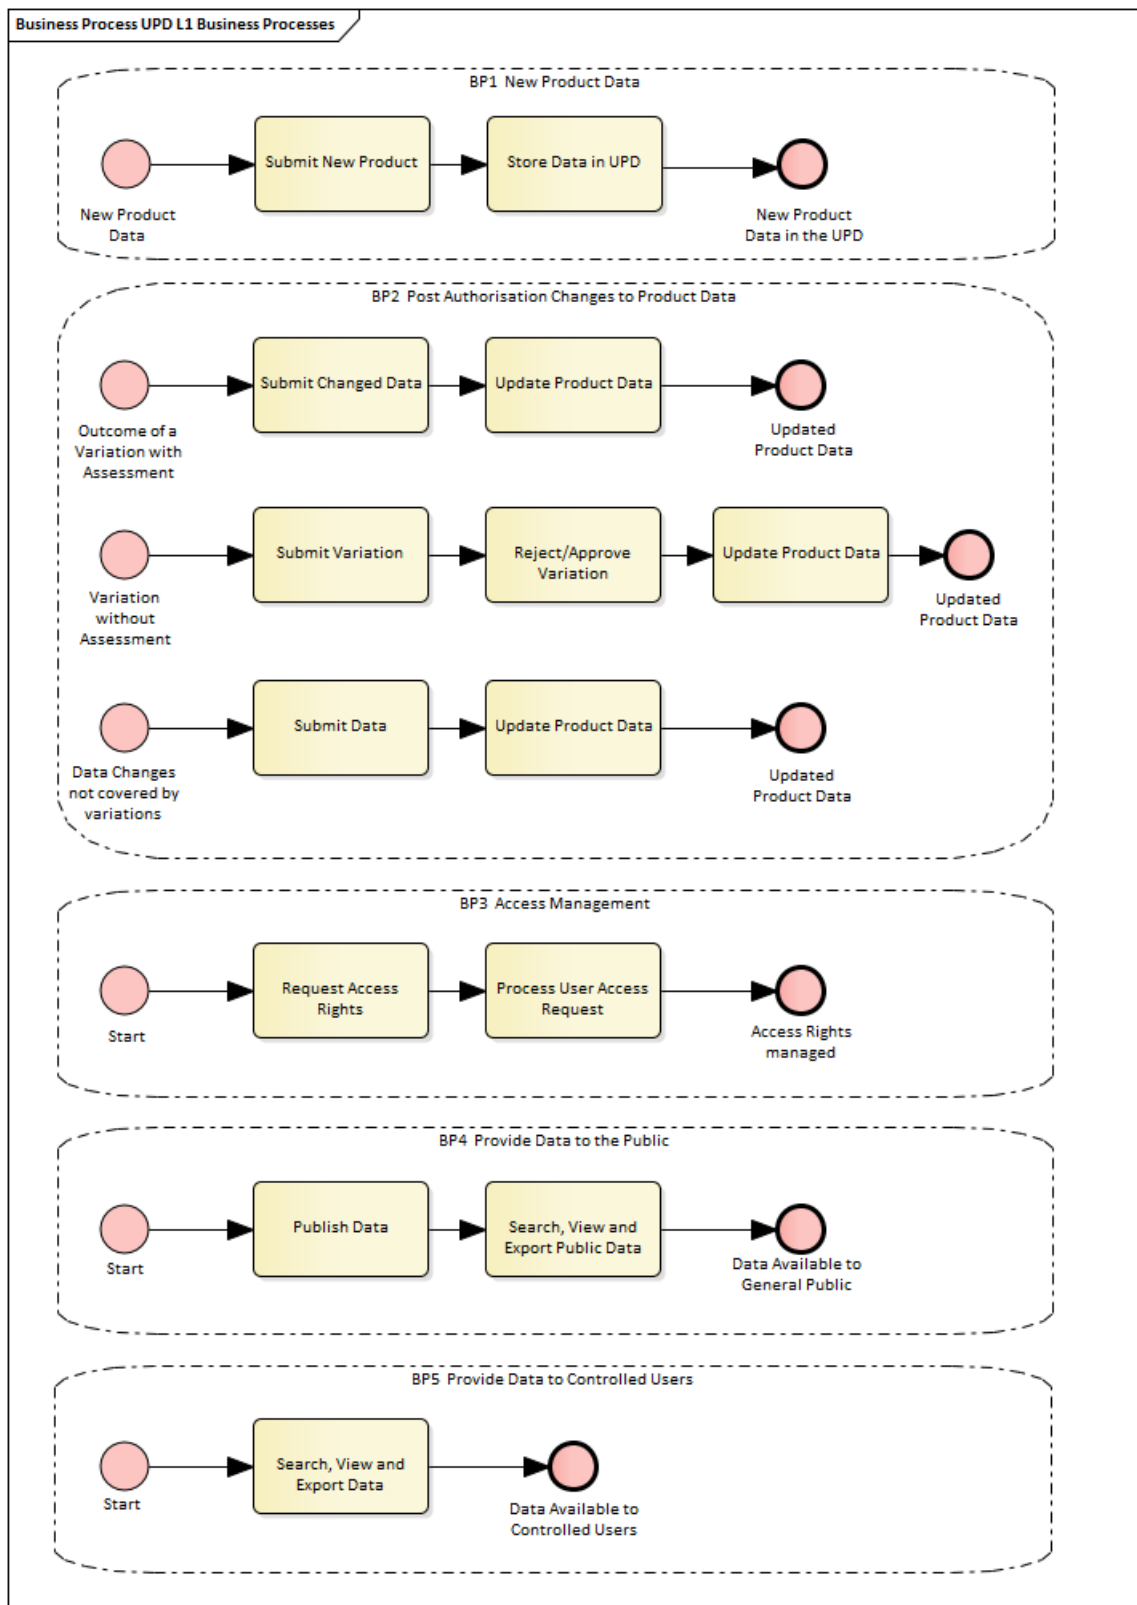 Business Process UPD L1 Business Processes
BP1 New Product Data
Submit New Product
Store Data in UPD
New Product
Data
New Product
Data in the UPD
BP2 Post Authorisation Changes to Product Data
Submit Changed Data
Update Product Data
Outcome of a
Variation with
Assessment
Updated
Product Data
Submit Variation
Reject/Approve
Variation
Update Product Data
Variation
without
Assessment
Updated
Product Data
Submit Data
Update Product Data
Data Changes
not covered by
variations
Updated
Product Data
BP3 Access Management
Request Access
Rights
Process User Access
Request
Start
Access Rights
managed
BP4 Provide Data to the Public
Publish Data
Search, View and
Export Public Data
Start
Data Available to
General Public
BP5 Provide Data to Controlled Users
Search, View and
Export Data
Start
Data Available to
Controlled Users